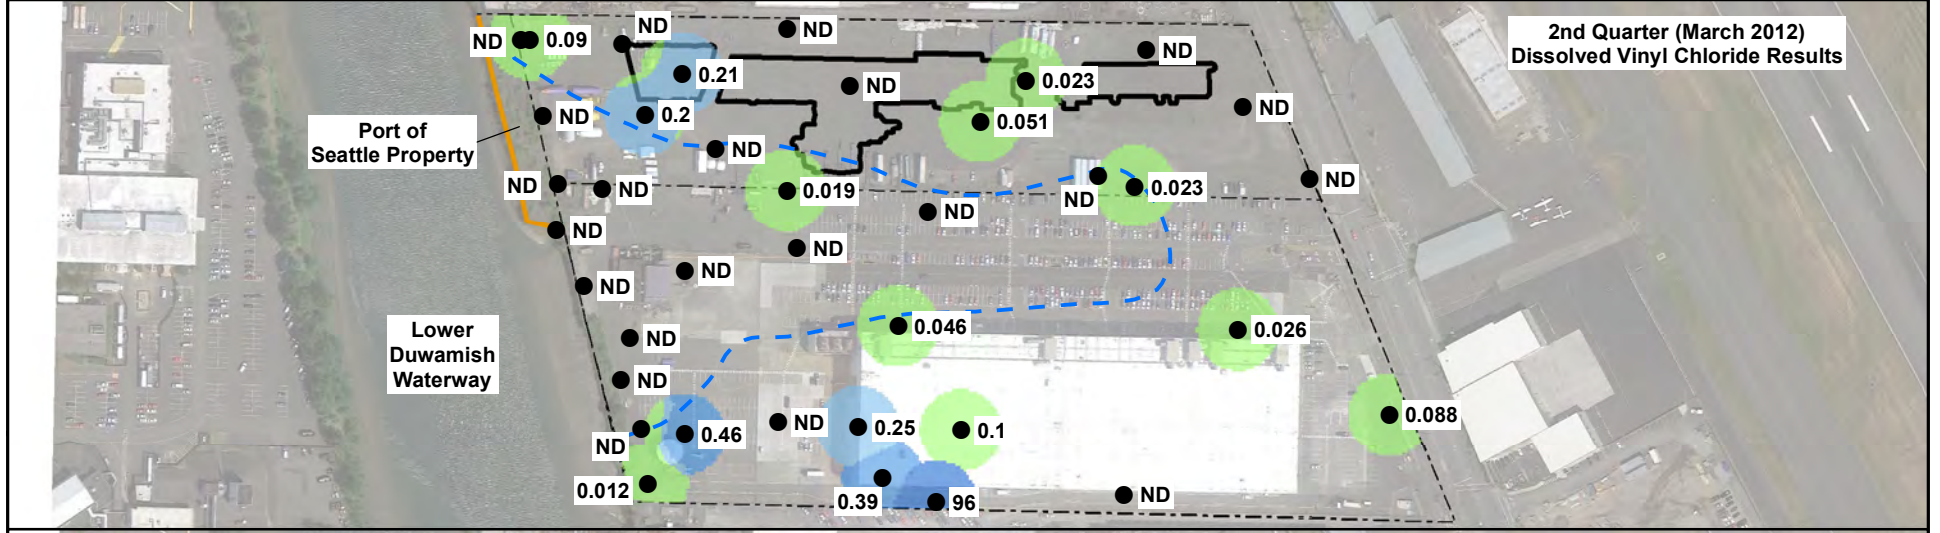 2nd Quarter (March 2012)
Dissolved Vinyl Chloride Results
ND
0.09
ND
ND
ND
0.21
ND
0.023
ND
0.2
0.051
ND
Port of
Seattle Property
ND
ND
ND
ND
0.019
ND
0.023
ND
ND
ND
ND
ND
ND
0.046
0.026
Lower
Duwamish
Waterway
ND
ND
0.088
ND
0.46
ND
0.25
0.1
0.012
0.39
96
ND